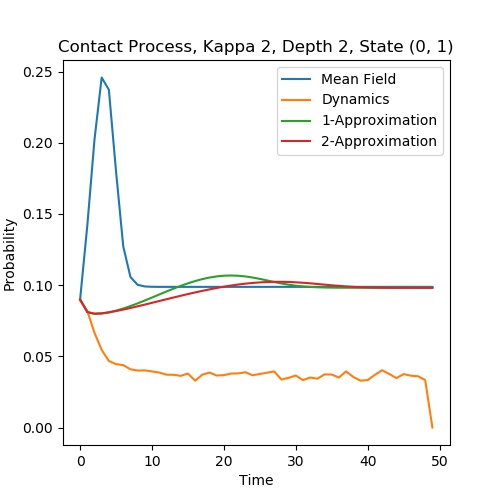 Contact Process, Kappa 2, Depth 2, State (0, 1)
Mean Field
Dynamics
1-Approximation
2-Approximation
0.25
0.20
0.15
0.10
0.05
0.00
Probability
0
10
20
30
40
50
Time